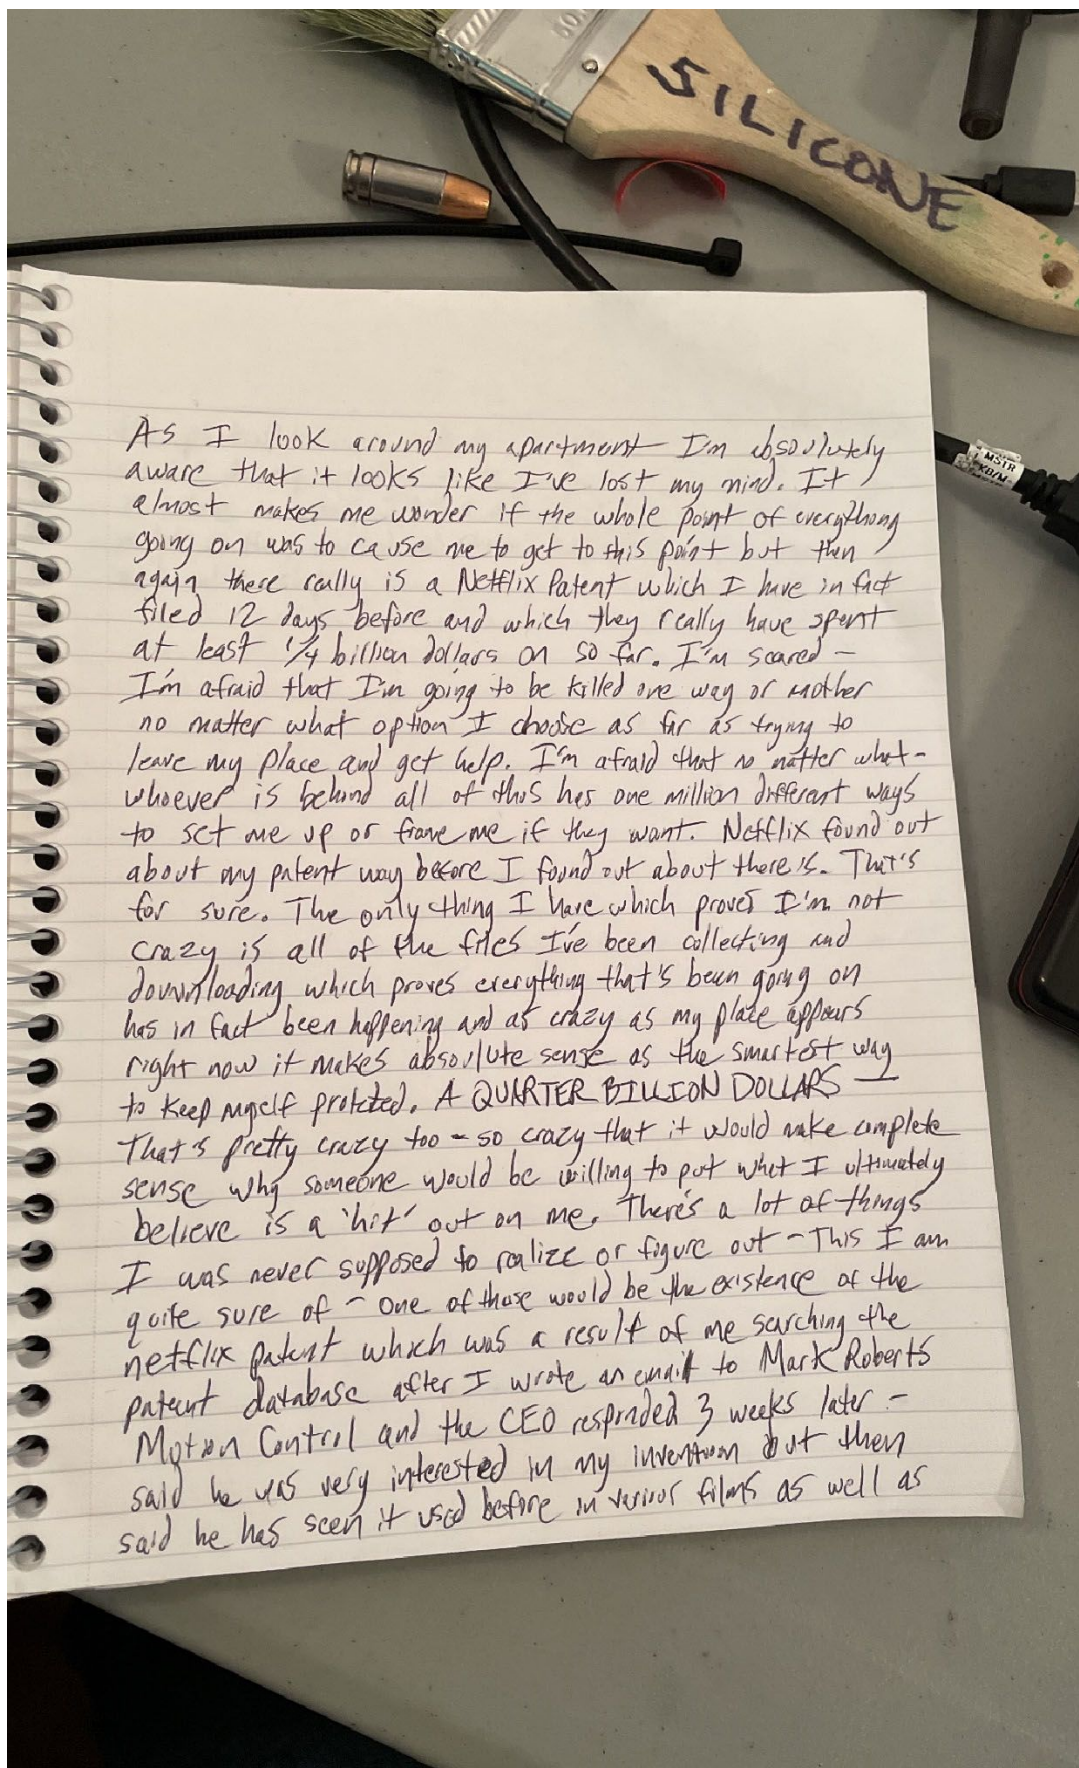 SILICONE
MSTR
KB/M
As I look around my apartment I'm absoulutely
aware that it looks like I've lost my mind. It
almost makes me wonder if the whole point of everything
going on was to cause me to get to this point but then
again there really is a Netflix Patent which I have in fact
filed 12 days before and which they really have spent
at least 1/4 billion dollars on so far. I'm scared –
I'm afraid that I'm going to be killed one way or another
no matter what option I choose as far as trying to
leave my place and get help. I'm afraid that no matter what –
whoever is behind all of this has one million different ways
to set me up or frame me if they want. Netflix found out
about my patent way before I found out about there's. That's
for sure. The only thing I have which proves I'm not
crazy is all of the files I've been collecting and
downloading which proves everything that's been going on
has in fact been happening and as crazy as my place appears
right now it makes absoulute sense as the smartest way
to keep myself protected. A QUARTER BILLION DOLLARS —
That's pretty crazy too – so crazy that it would make complete
sense why someone would be willing to put what I ultimately
believe is a 'hit' out on me. There's a lot of things
I was never supposed to realize or figure out – This I am
quite sure of – One of those would be the existence of the
netflix patent which was a result of me searching the
patent database after I wrote an email to Mark Roberts
Motion Control and the CEO responded 3 weeks later –
said he was very interested in my invention but then
said he has seen it used before in various films as well as